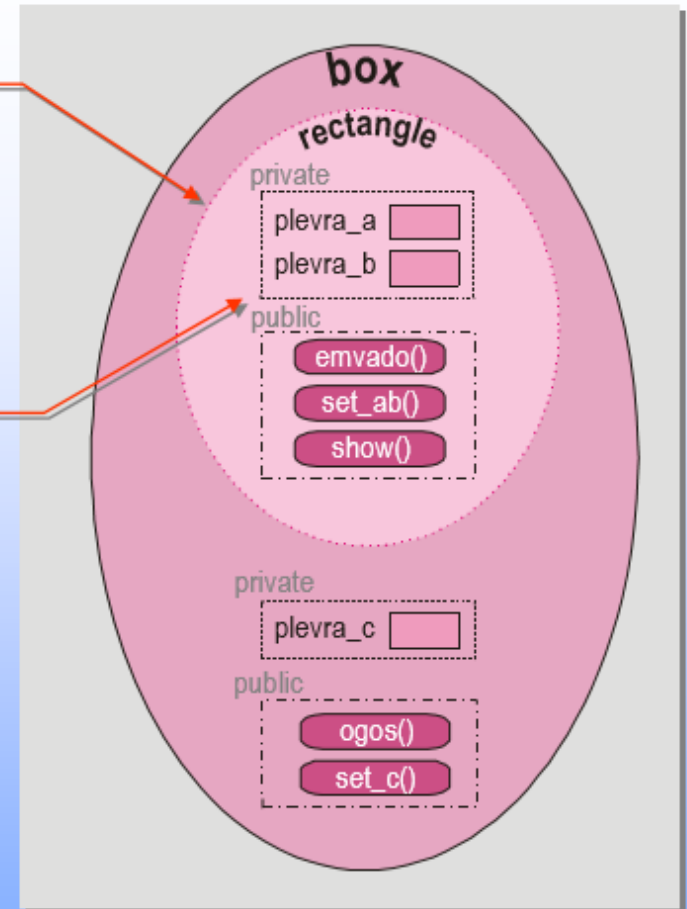 box
rectangle
private
plevra_a
plevra_b
public
emvado()
set_ab()
show()
private
plevra_c
public
ogos()
set_c()